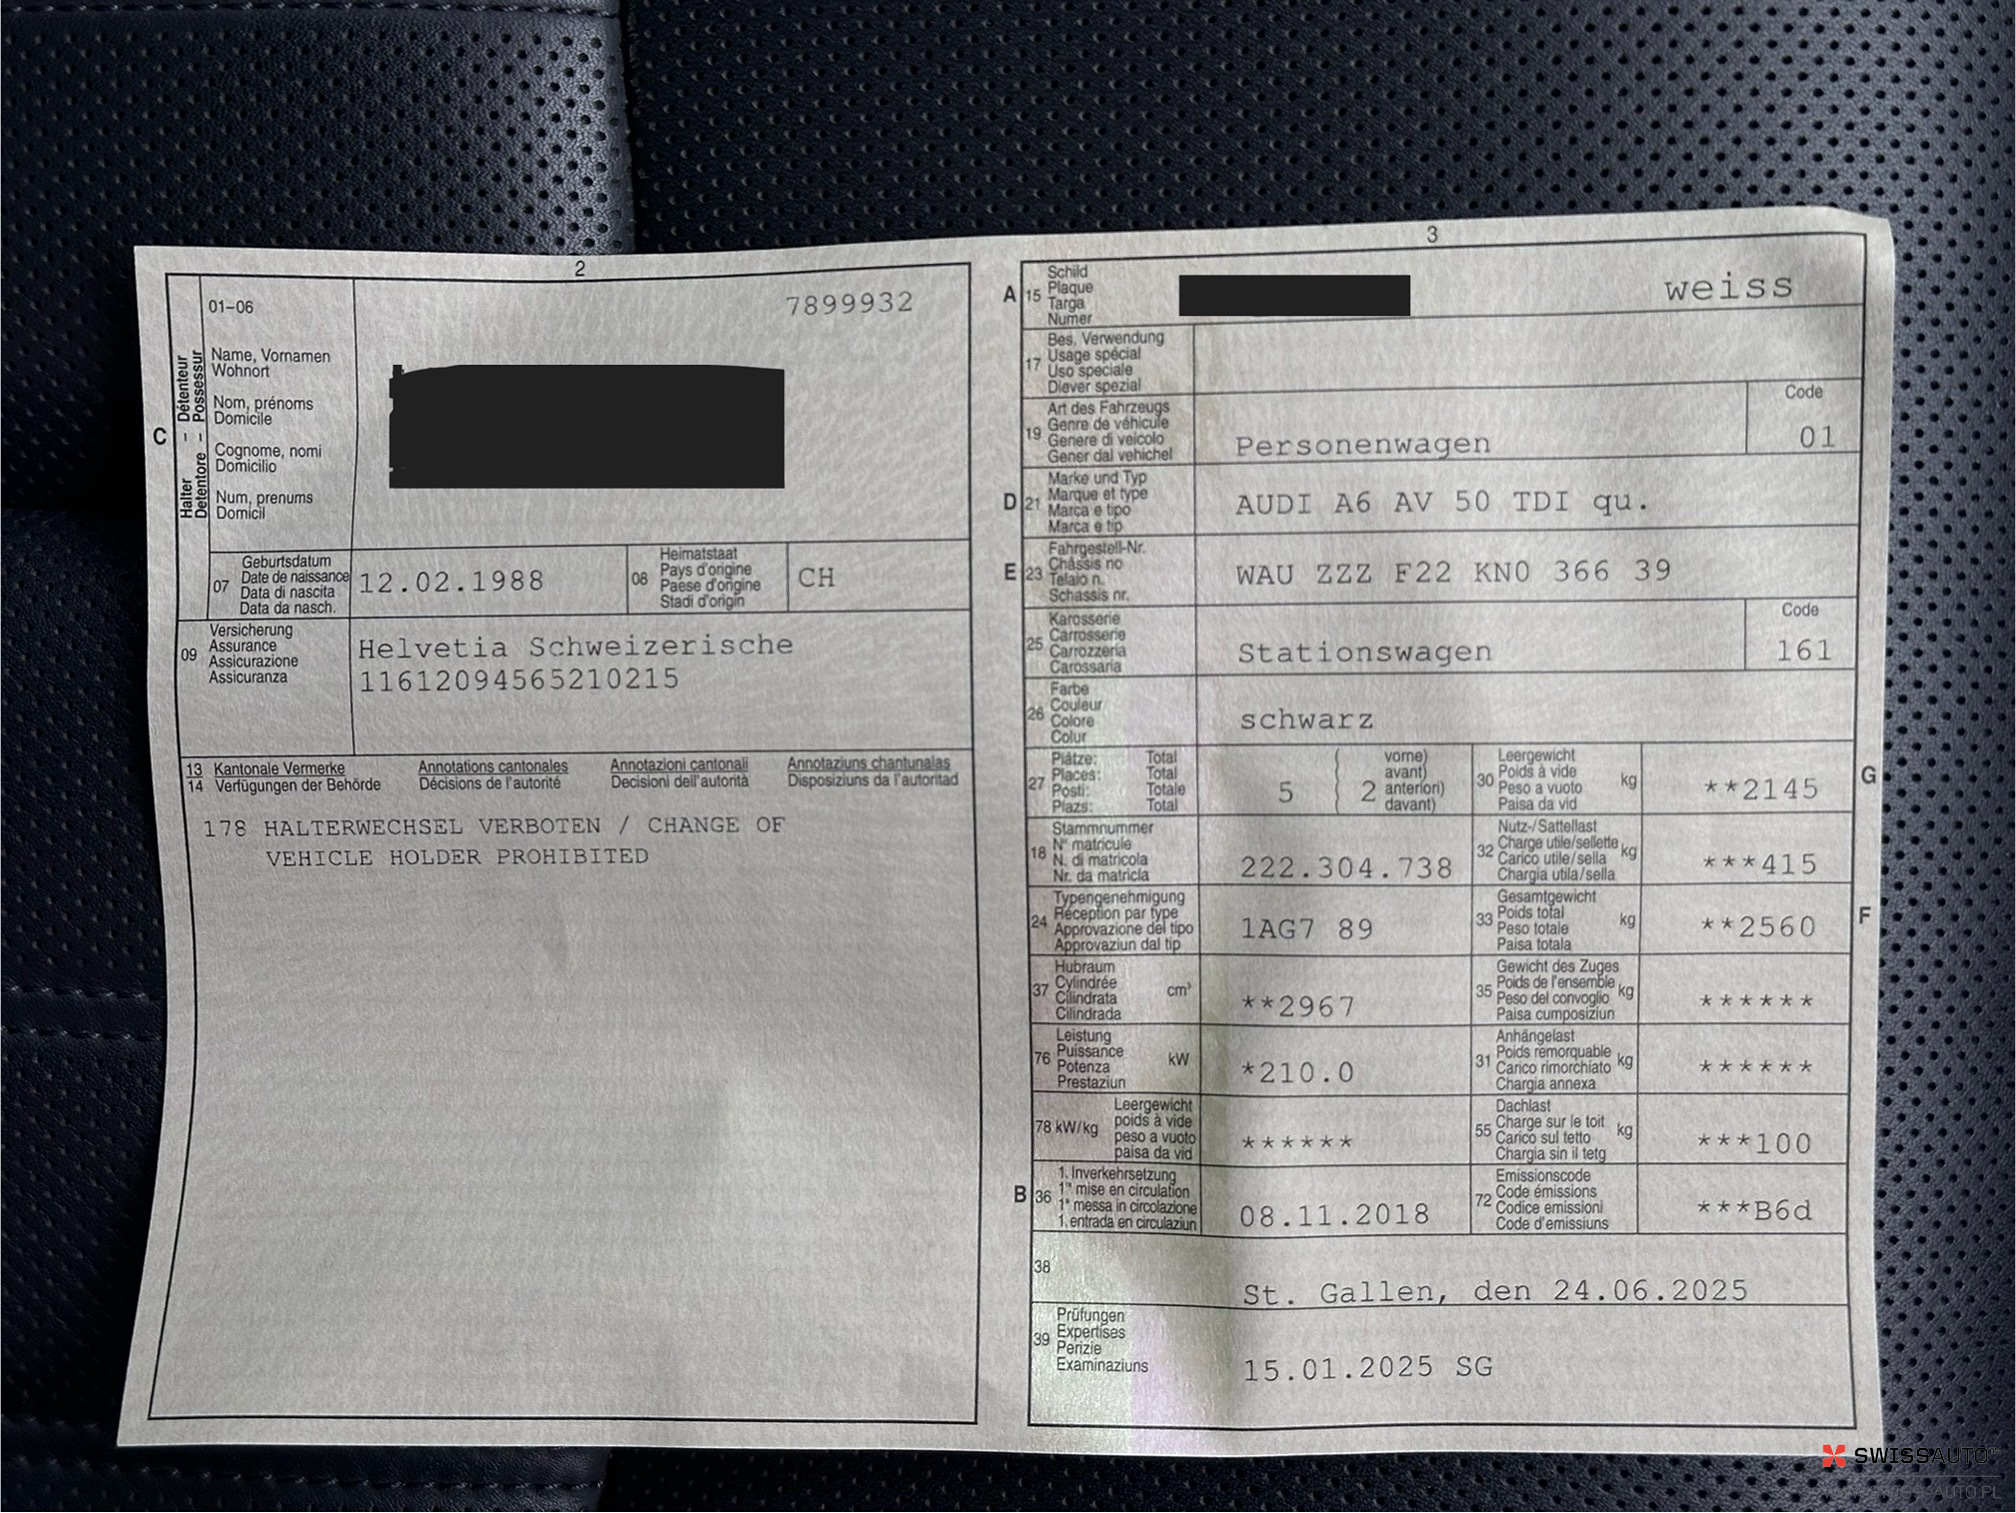 2
01-06
7899932
C
Halter – Détenteur
Detentore – Possessur
Name, Vornamen
Wohnort
Nom, prénoms
Domicile
Cognome, nomi
Domicilio
Num, prenums
Domicil
07
Geburtsdatum
Date de naissance
Data di nascita
Data da nasch.
12.02.1988
08
Heimatstaat
Pays d'origine
Paese d'origine
Stadi d'origin
CH
09
Versicherung
Assurance
Assicurazione
Assicuranza
Helvetia Schweizerische
11612094565210215
13 Kantonale Vermerke Annotations cantonales Annotazioni cantonali Annotaziuns chantunalas
14 Verfügungen der Behörde Décisions de l'autorité Decisioni dell'autorità Disposiziuns da l'autoritad
178 HALTERWECHSEL VERBOTEN / CHANGE OF
VEHICLE HOLDER PROHIBITED
3
A 15
Schild
Plaque
Targa
Numer
weiss
17
Bes. Verwendung
Usage spécial
Uso speciale
Diever spezial
19
Art des Fahrzeugs
Genre de véhicule
Genere di veicolo
Gener dal vehichel
Personenwagen
Code
01
D 21
Marke und Typ
Marque et type
Marca e tipo
Marca e tip
AUDI A6 AV 50 TDI qu.
E 23
Fahrgestell-Nr.
Châssis no
Telaio n.
Schassis nr.
WAU ZZZ F22 KN0 366 39
25
Karosserie
Carrosserie
Carrozzeria
Carossaria
Stationswagen
Code
161
26
Farbe
Couleur
Colore
Colur
schwarz
27
Plätze: Total
Places: Total
Posti: Totale
Plazs: Total
5
( vorne)
avant)
2 anteriori)
( davant)
30
Leergewicht
Poids à vide
Peso a vuoto
Paisa da vid
kg
**2145
G
18
Stammnummer
N° matricule
N. di matricola
Nr. da matricla
222.304.738
32
Nutz-/Sattellast
Charge utile/sellette
Carico utile/sella
Chargia utila/sella
kg
***415
24
Typengenehmigung
Réception par type
Approvazione del tipo
Approvaziun dal tip
1AG7 89
33
Gesamtgewicht
Poids total
Peso totale
Paisa totala
kg
**2560
F
37
Hubraum
Cylindrée
Cilindrata
Cilindrada
cm³
**2967
35
Gewicht des Zuges
Poids de l'ensemble
Peso del convoglio
Paisa cumposiziun
kg
******
76
Leistung
Puissance
Potenza
Prestaziun
kW
*210.0
31
Anhängelast
Poids remorquable
Carico rimorchiato
Chargia annexa
kg
******
78 kW/kg
Leergewicht
poids à vide
peso a vuoto
paisa da vid
******
55
Dachlast
Charge sur le toit
Carico sul tetto
Chargia sin il tetg
kg
***100
B 36
1. Inverkehrsetzung
1re mise en circulation
1a messa in circolazione
1. entrada en circulaziun
08.11.2018
72
Emissionscode
Code émissions
Codice emissioni
Code d'emissiuns
***B6d
38
St. Gallen, den 24.06.2025
39
Prüfungen
Expertises
Perizie
Examinaziuns
15.01.2025 SG
SWISSAUTO